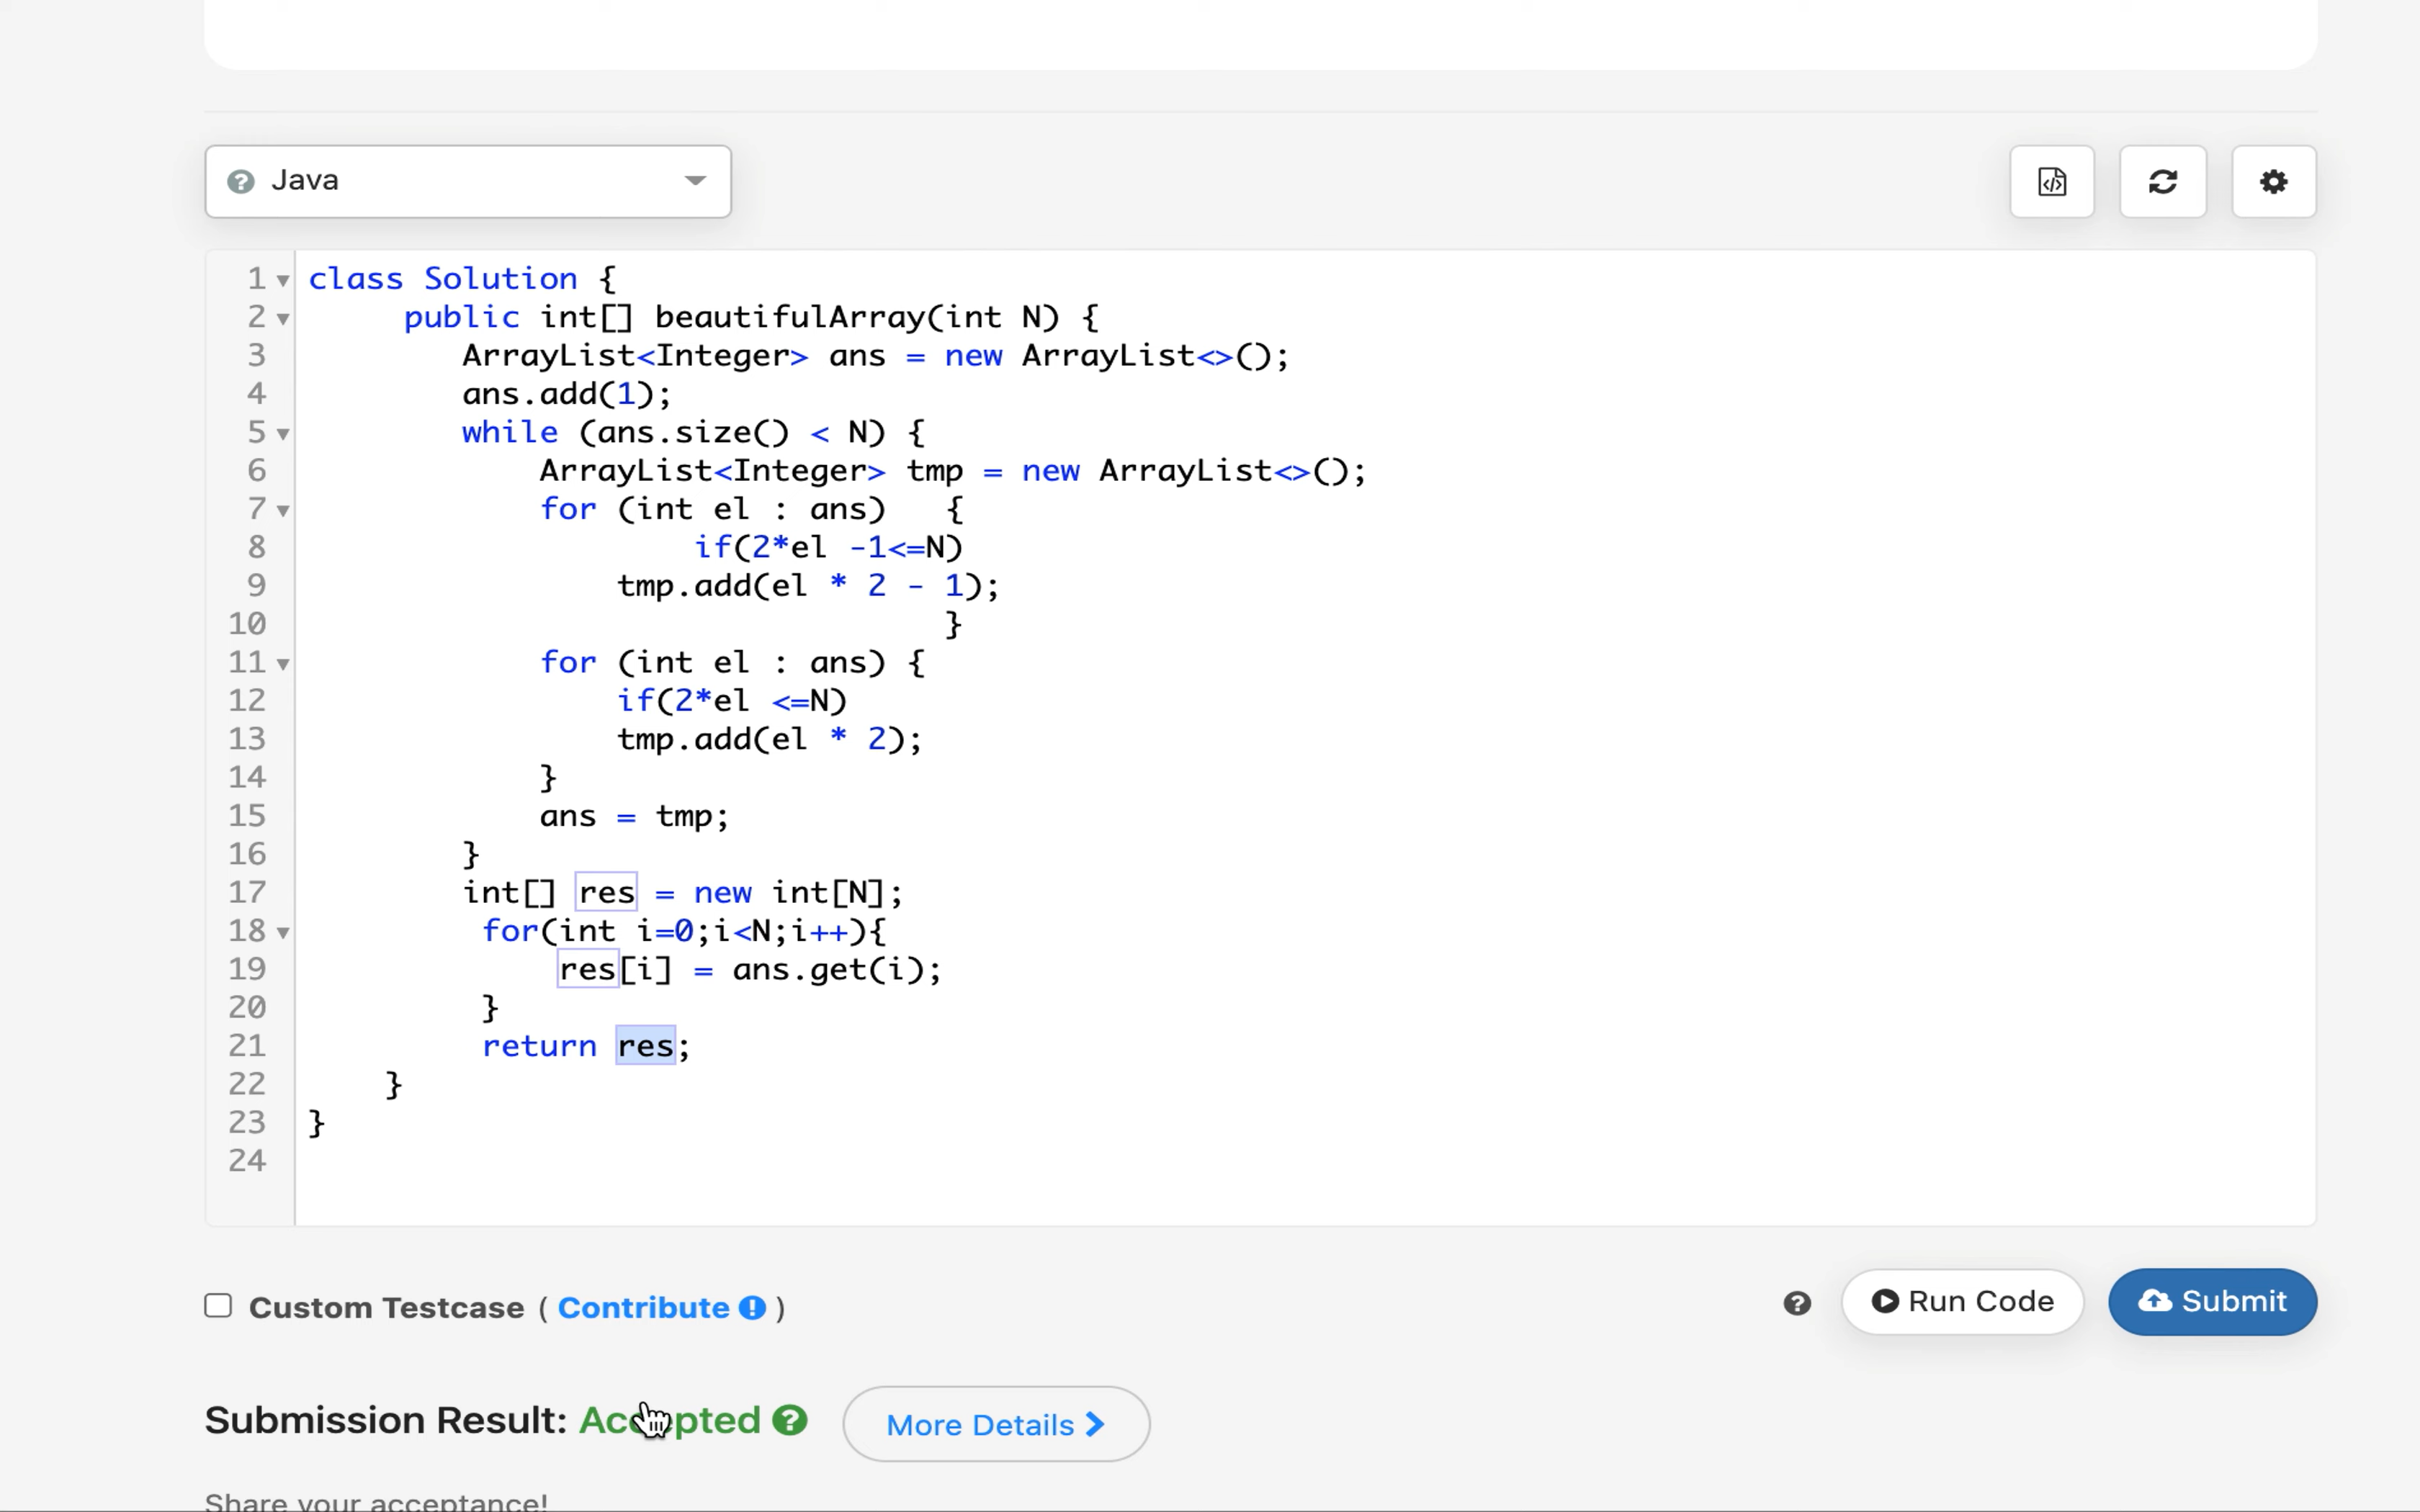 Java
1 class Solution {
2 public int[] beautifulArray(int N) {
3 ArrayList<Integer> ans = new ArrayList<>();
4 ans.add(1);
5 while (ans.size() < N) {
6 ArrayList<Integer> tmp = new ArrayList<>();
7 for (int el : ans)   {
8 if(2*el -1<=N)
9 tmp.add(el * 2 - 1);
10 }
11 for (int el : ans) {
12 if(2*el <=N)
13 tmp.add(el * 2);
14 }
15 ans = tmp;
16 }
17 int[] res = new int[N];
18 for(int i=0;i<N;i++){
19 res[i] = ans.get(i);
20 }
21 return res;
22 }
23 }
24
Custom Testcase ( Contribute ! ) ? Run Code Submit
Submission Result: Accepted ? More Details >
Share your acceptance!